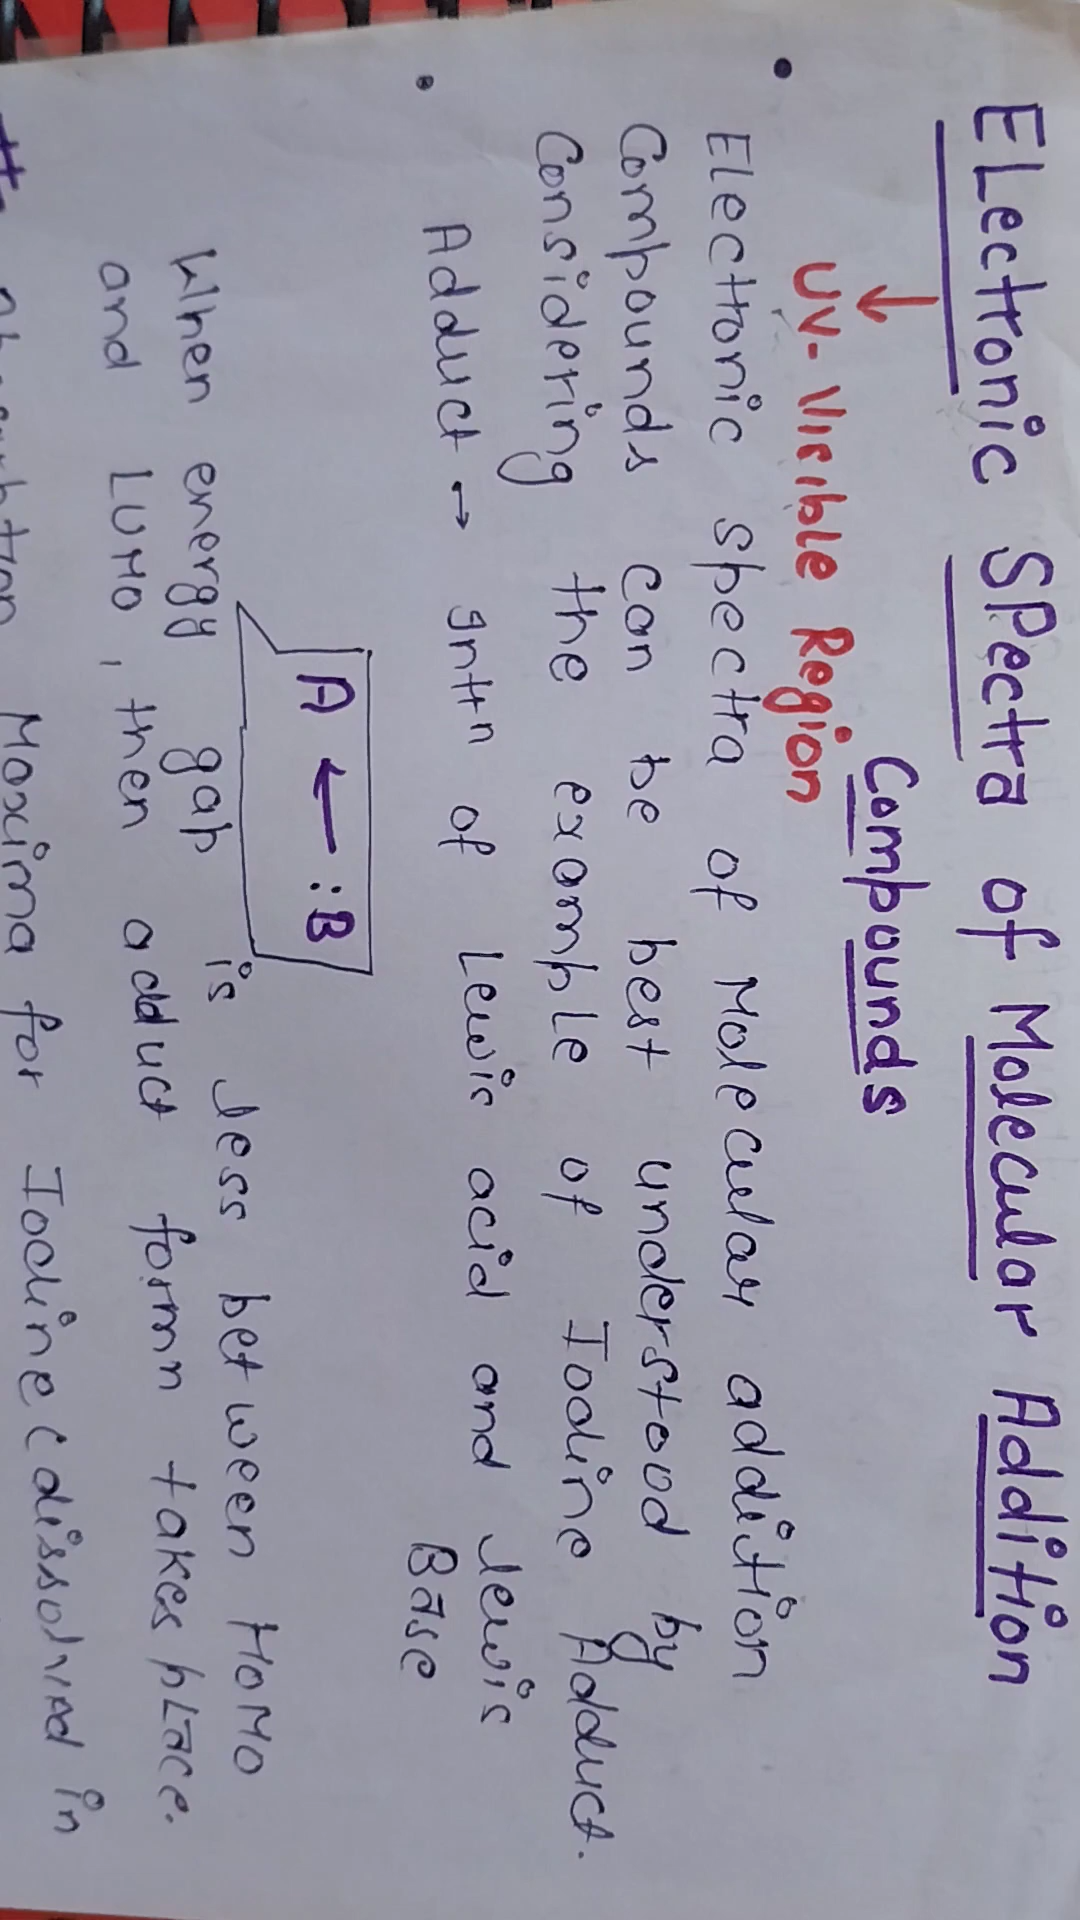 Electronic Spectra of Molecular Addition
Compounds
↓
UV-Visible Region
• Electronic spectra of Molecular addition
Compounds can be best understood by
Considering the example of Iodine Adduct.
• Adduct → Intrn of Lewis acid and Lewis
Base
A ← :B
When energy gap is less between HOMO
and LUMO, then adduct formn takes place.
Maxima for Iodine (dissolved in